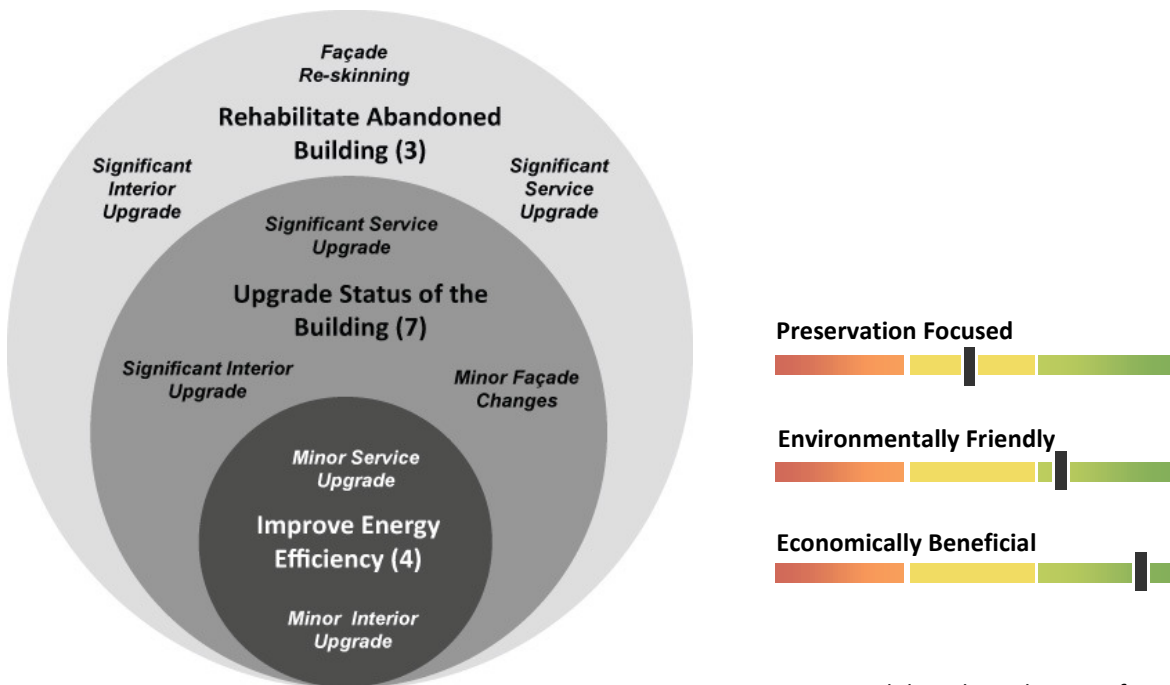 Façade
Re-skinning
Rehabilitate Abandoned
Building (3)
Significant
Interior
Upgrade
Significant
Service
Upgrade
Significant Service
Upgrade
Upgrade Status of the
Building (7)
Significant Interior
Upgrade
Minor Façade
Changes
Minor Service
Upgrade
Improve Energy
Efficiency (4)
Minor Interior
Upgrade
Preservation Focused
Environmentally Friendly
Economically Beneficial